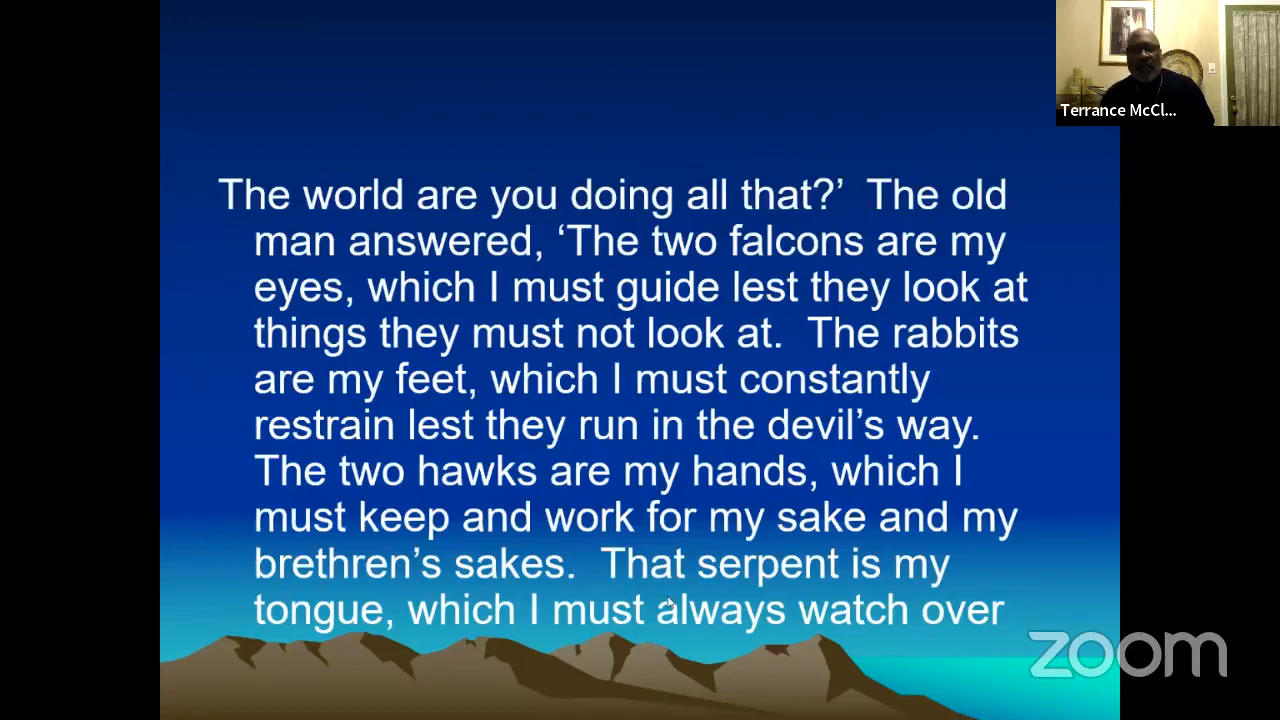 Terrance McCl...
The world are you doing all that?’ The old
man answered, ‘The two falcons are my
eyes, which I must guide lest they look at
things they must not look at. The rabbits
are my feet, which I must constantly
restrain lest they run in the devil’s way.
The two hawks are my hands, which I
must keep and work for my sake and my
brethren’s sakes. That serpent is my
tongue, which I must always watch over
zoom